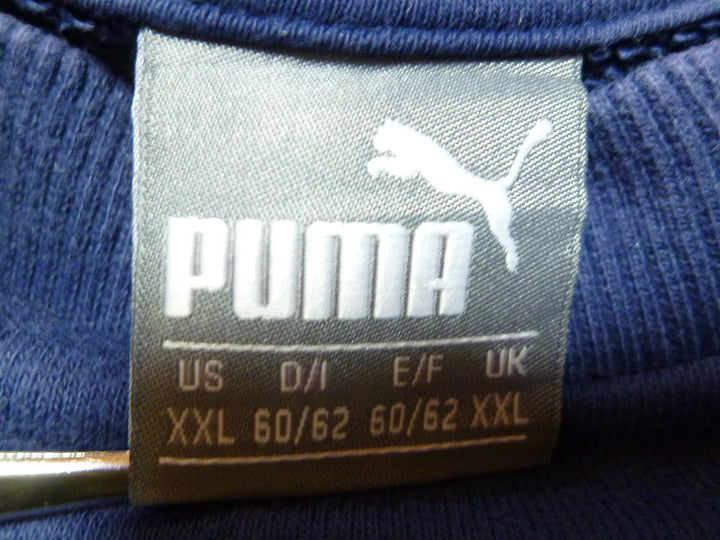 PUMA
US D/I E/F UK
XXL 60/62 60/62 XXL